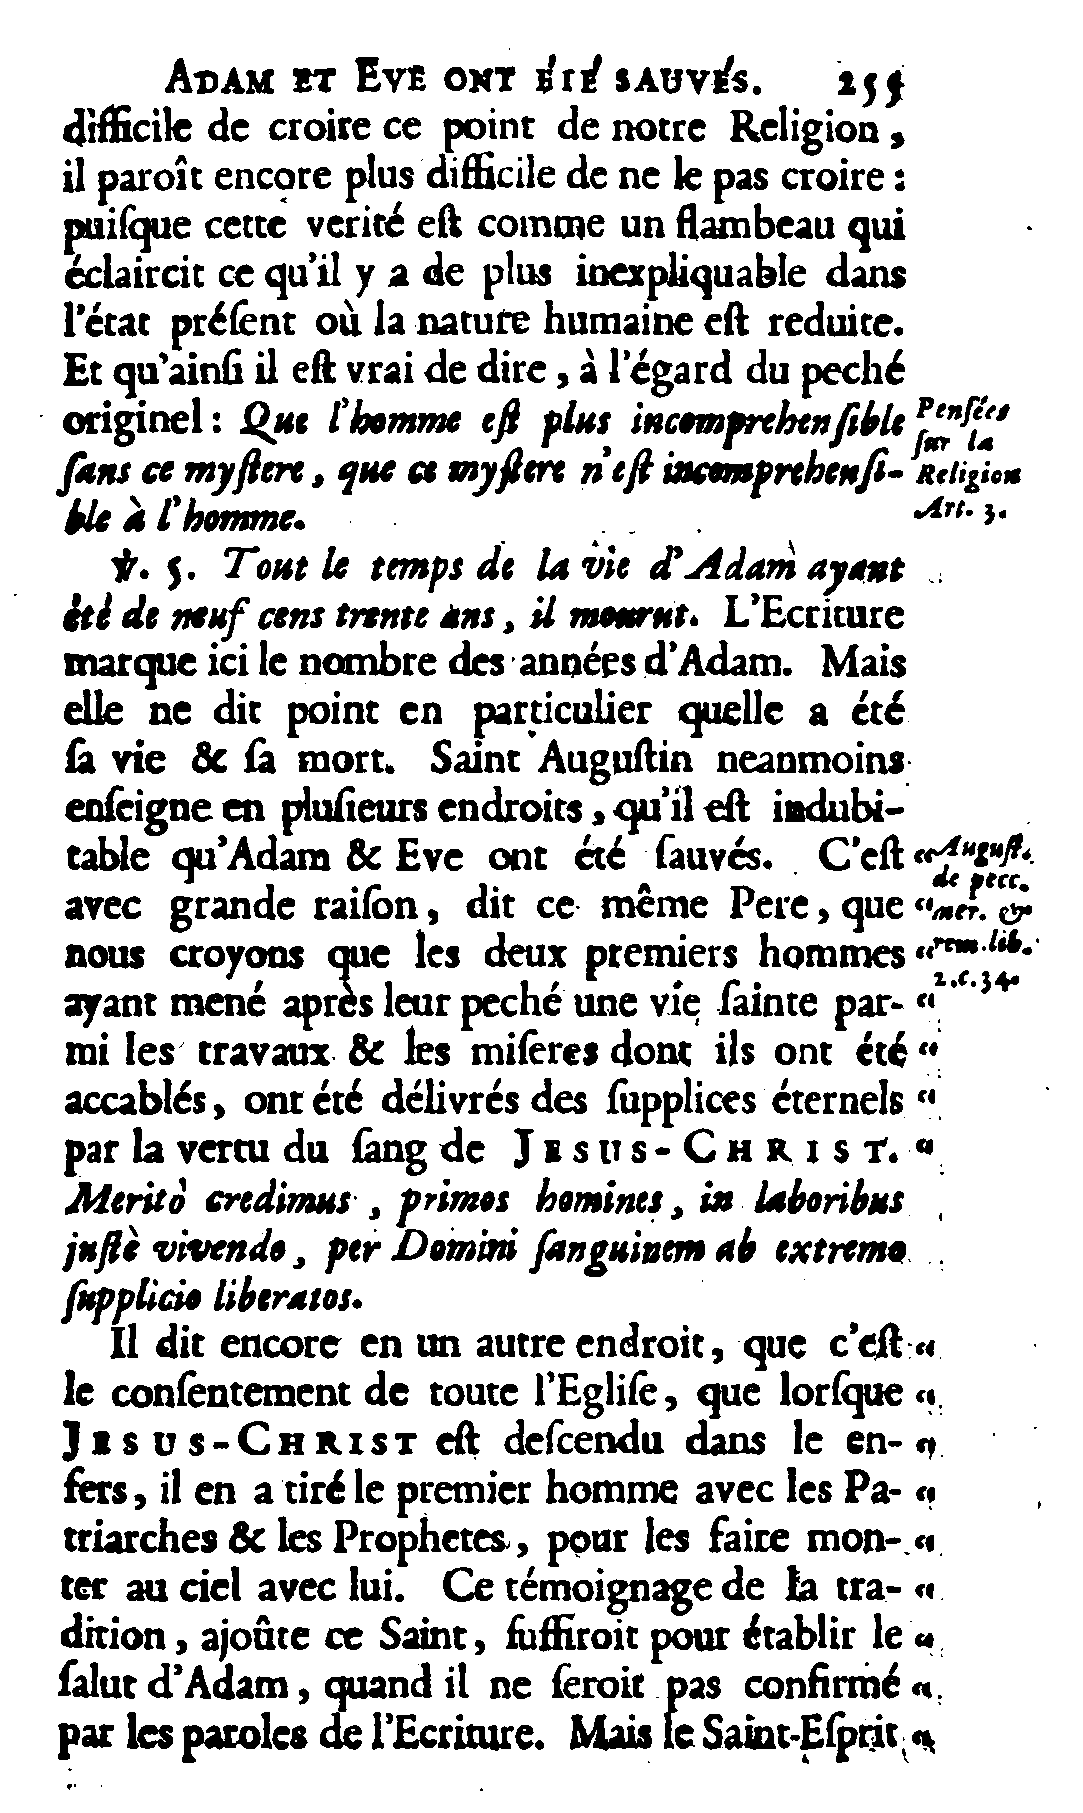 ADAM ET EVE ONT ÉTÉ SAUVÉS. 255
difficile de croire ce point de notre Religion,
il paroît encore plus difficile de ne le pas croire :
puiſque cette verité eſt comme un flambeau qui
éclaircit ce qu'il y a de plus inexpliquable dans
l'état préſent où la nature humaine eſt reduite.
Et qu'ainſi il eſt vrai de dire, à l'égard du peché
originel : Que l'homme eſt plus incomprehenſible
ſans ce myſtere, que ce myſtere n'eſt incomprehenſi-
ble à l'homme.
Penſées
ſur la
Religion
Art. 3.
℣. 5. Tout le temps de la vie d'Adam ayant
été de neuf cens trente ans, il mourut. L'Ecriture
marque ici le nombre des années d'Adam. Mais
elle ne dit point en particulier quelle a été
ſa vie & ſa mort. Saint Auguſtin neanmoins
enſeigne en pluſieurs endroits, qu'il eſt indubi-
table qu'Adam & Eve ont été ſauvés. C'eſt “
avec grande raiſon, dit ce même Pere, que “
nous croyons que les deux premiers hommes “
ayant mené après leur peché une vie ſainte par- “
mi les travaux & les miſeres dont ils ont été “
accablés, ont été délivrés des ſupplices éternels “
par la vertu du ſang de JESUS-CHRIST. “
Auguſt.
de pecc.
mer. &
rem. lib.
2. c. 34.
Meritò credimus, primos homines, in laboribus
juſtè vivendo, per Domini ſanguinem ab extremo
ſupplicio liberatos.
Il dit encore en un autre endroit, que c'eſt “
le conſentement de toute l'Egliſe, que lorſque “
JESUS-CHRIST eſt deſcendu dans le en- “
fers, il en a tiré le premier homme avec les Pa- “
triarches & les Prophetes, pour les faire mon- “
ter au ciel avec lui. Ce témoignage de la tra- “
dition, ajoûte ce Saint, ſuffiroit pour établir le “
ſalut d'Adam, quand il ne ſeroit pas confirmé “
par les paroles de l'Ecriture. Mais le Saint-Eſprit “